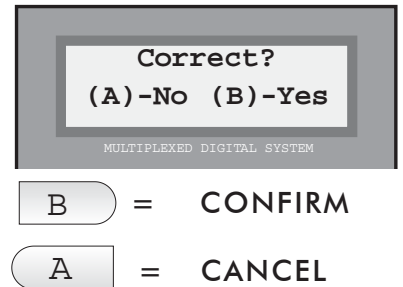 Correct?
(A)-No (B)-Yes
MULTIPLEXED DIGITAL SYSTEM
B = CONFIRM
A = CANCEL